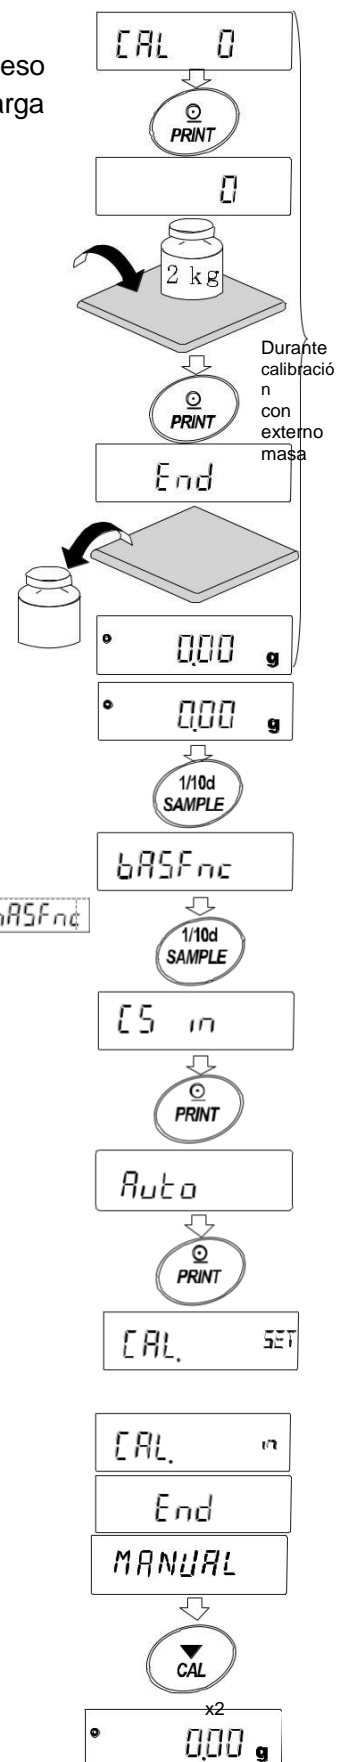 eso
arga
CAL 0
PRINT
0
2 kg
Durante
calibració
n
con
externo
masa
PRINT
End
0.00 g
0.00 g
1/10d
SAMPLE
bASFnc
bASFnc
1/10d
SAMPLE
CS in
PRINT
Auto
PRINT
CAL. SET
CAL. in
End
MANUAL
CAL
x2
0.00 g